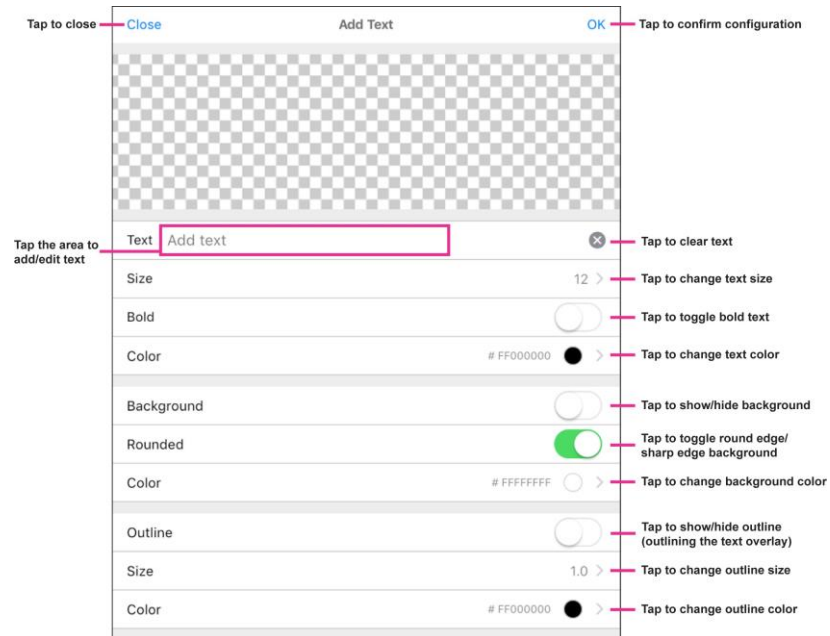 Tap to close
Close
Add Text
OK
Tap to confirm configuration
Tap the area to
add/edit text
Text
Add text
Tap to clear text
Size
12
Tap to change text size
Bold
Tap to toggle bold text
Color
# FF000000
Tap to change text color
Background
Tap to show/hide background
Rounded
Tap to toggle round edge/
sharp edge background
Color
# FFFFFFFF
Tap to change background color
Outline
Tap to show/hide outline
(outlining the text overlay)
Size
1.0
Tap to change outline size
Color
# FF000000
Tap to change outline color